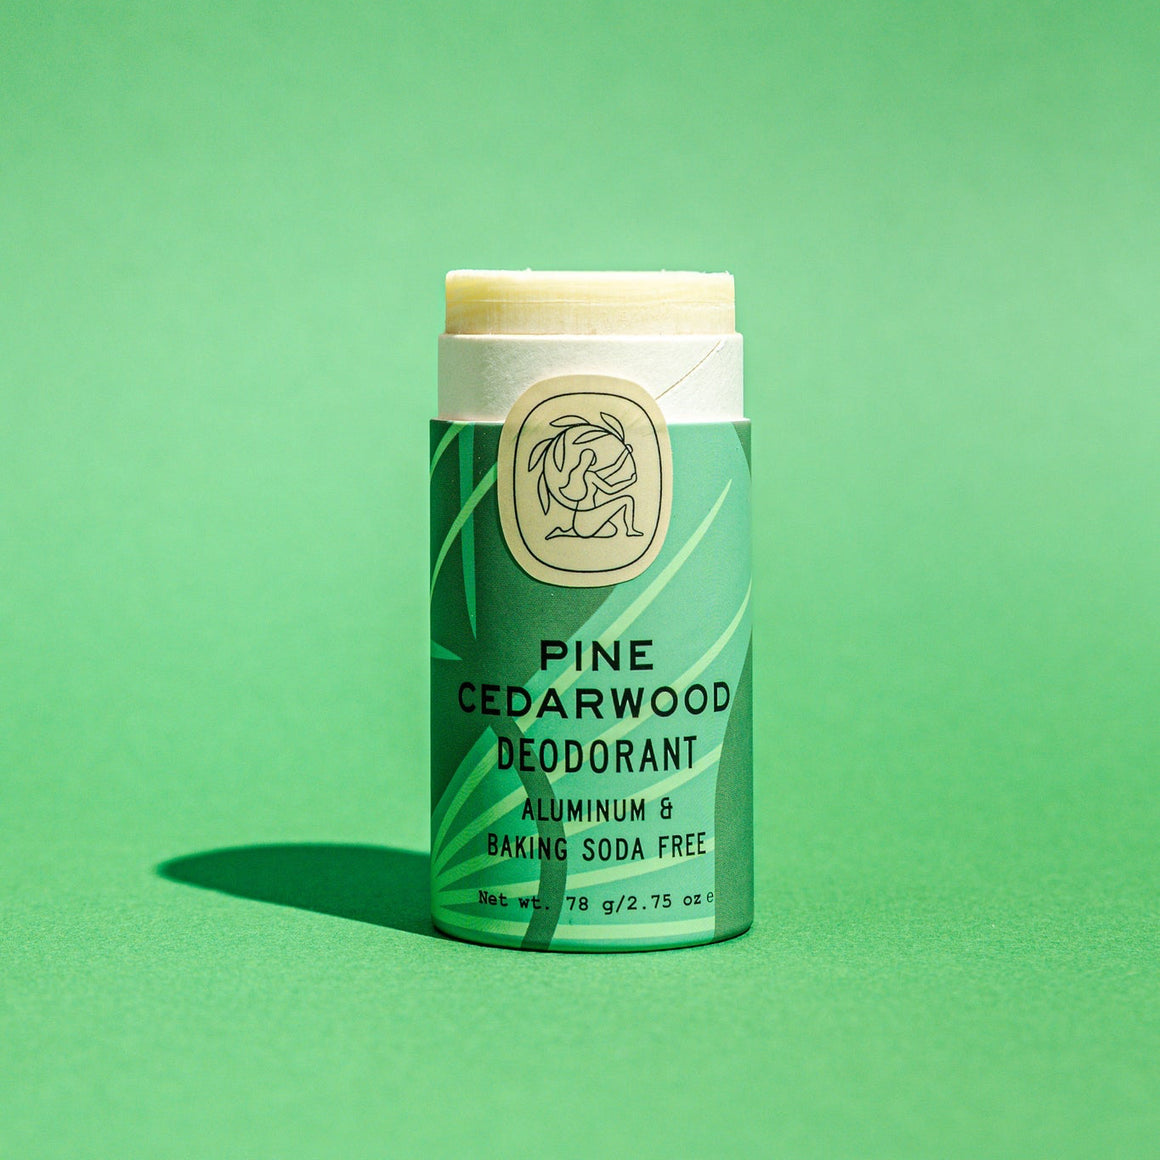 PINE
CEDARWOOD
DEODORANT
ALUMINUM &
BAKING SODA FREE
Net wt. 78 g/2.75 oz e